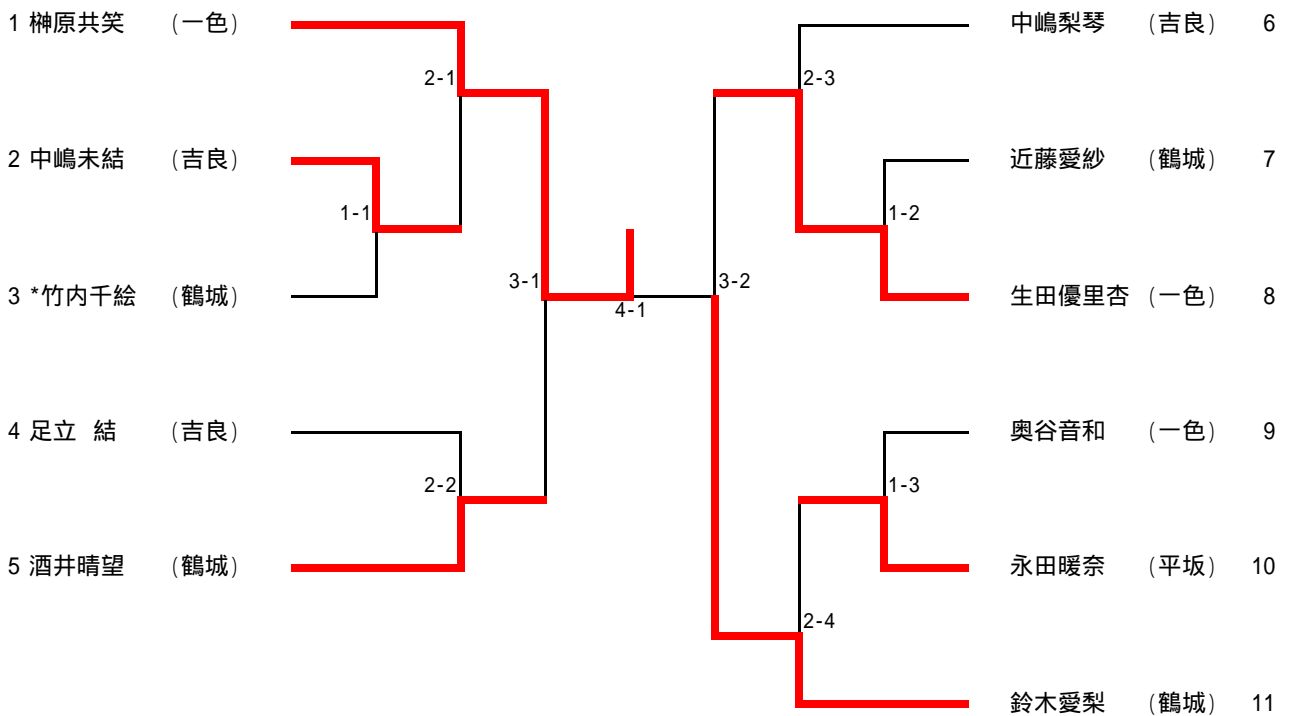 1 榊原共笑 (一色)
2-1
2 中嶋未結 (吉良)
1-1
3 *竹内千絵 (鶴城)
3-1
4-1
4 足立 結 (吉良)
2-2
5 酒井晴望 (鶴城)
中嶋梨琴 (吉良) 6
2-3
近藤愛紗 (鶴城) 7
1-2
3-2
生田優里杏 (一色) 8
奥谷音和 (一色) 9
1-3
永田暖奈 (平坂) 10
2-4
鈴木愛梨 (鶴城) 11